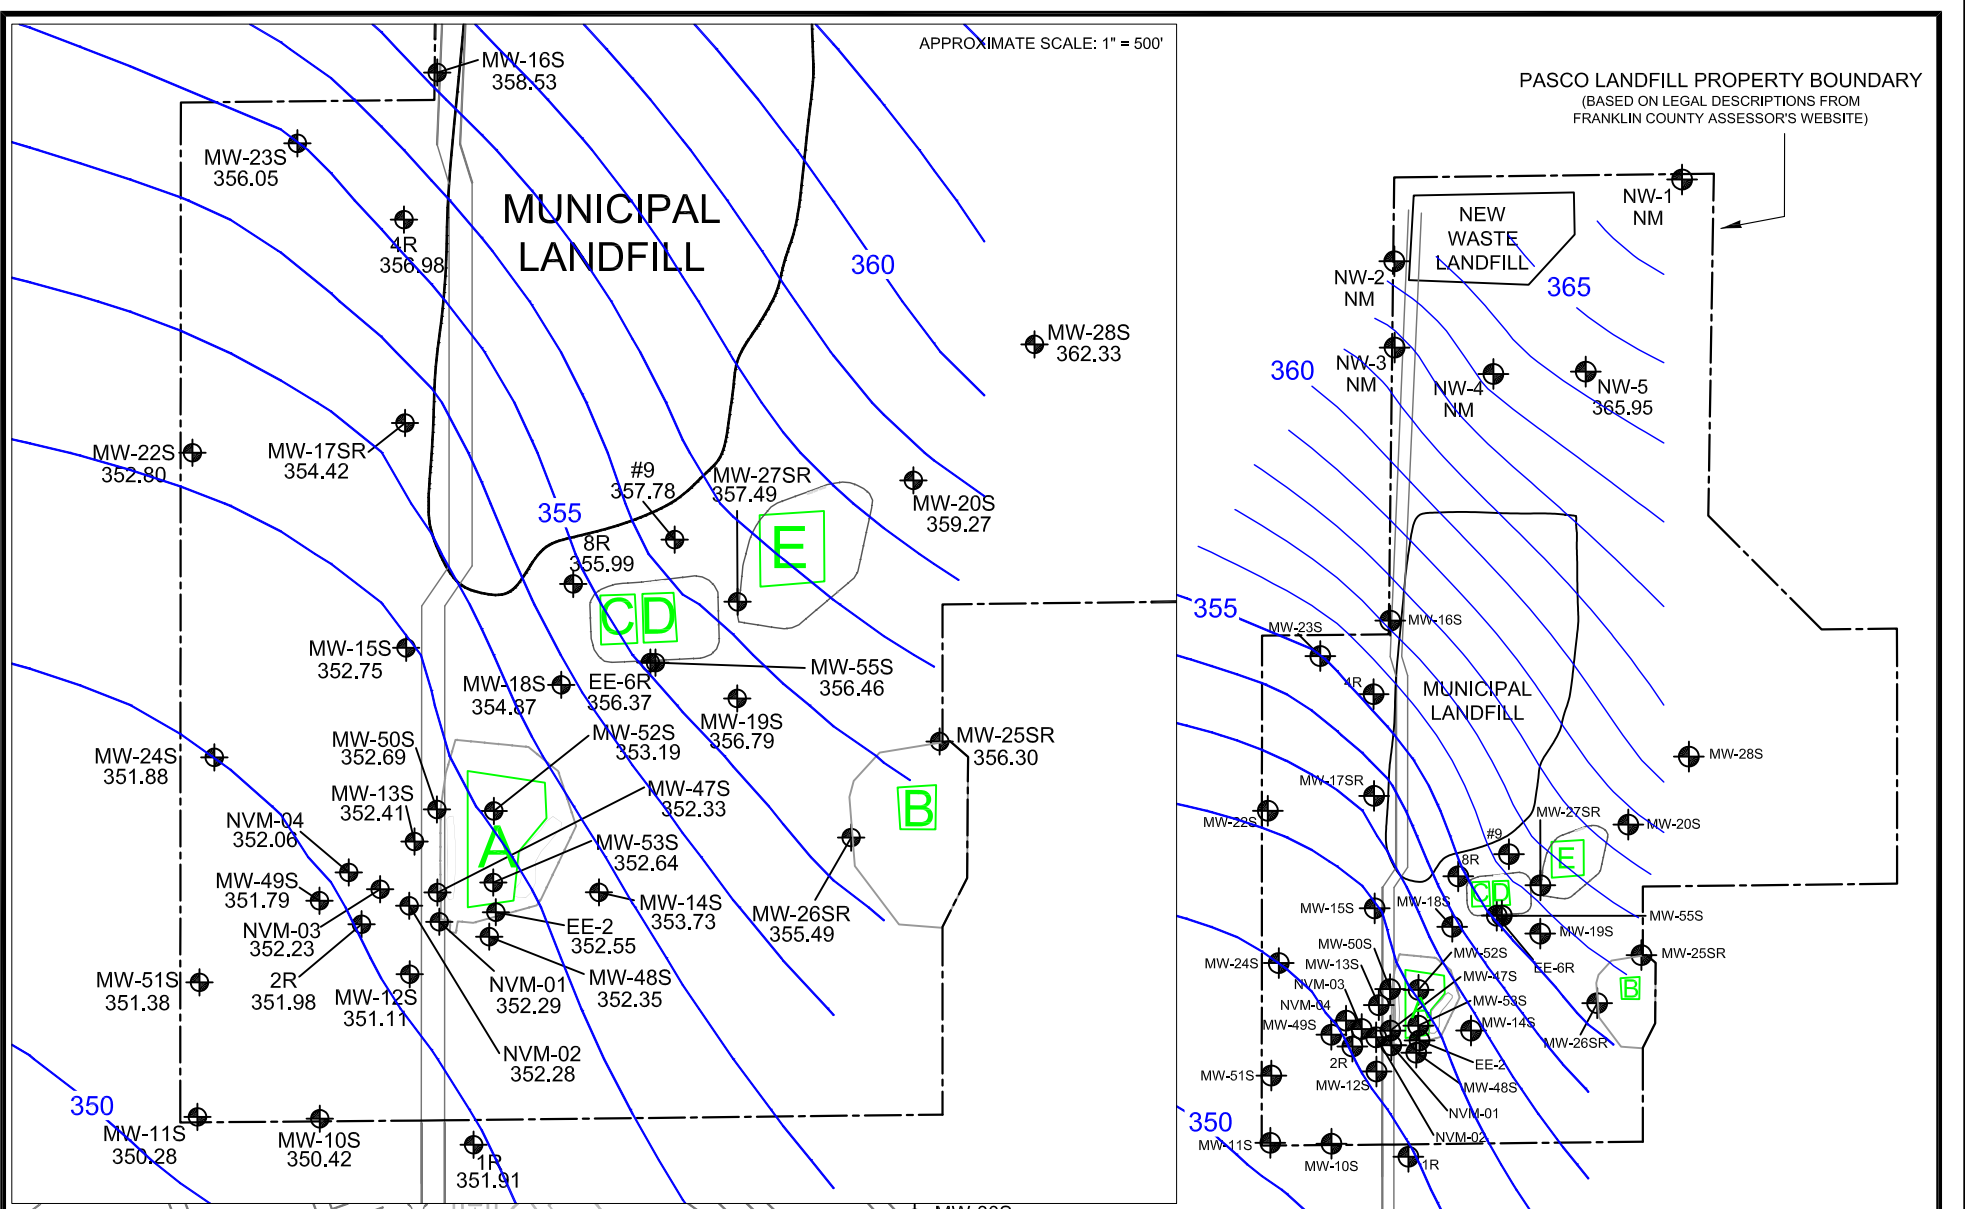 APPROXIMATE SCALE: 1" = 500'
MW-16S
358.53
MW-23S
356.05
4R
356.98
MUNICIPAL
LANDFILL
360
MW-28S
362.33
MW-22S
352.80
MW-17SR
354.42
#9
357.78
MW-27SR
357.49
MW-20S
359.27
355
8R
355.99
E
C
D
MW-15S
352.75
MW-18S
354.87
EE-6R
356.37
MW-55S
356.46
MW-19S
356.79
MW-25SR
356.30
MW-24S
351.88
MW-50S
352.69
MW-52S
353.19
MW-13S
352.41
MW-47S
352.33
B
NVM-04
352.06
A
MW-53S
352.64
MW-49S
351.79
MW-14S
353.73
MW-26SR
355.49
NVM-03
352.23
EE-2
352.55
MW-51S
351.38
2R
351.98
MW-12S
351.11
NVM-01
352.29
MW-48S
352.35
NVM-02
352.28
350
MW-11S
350.28
MW-10S
350.42
1R
351.91
PASCO LANDFILL PROPERTY BOUNDARY
(BASED ON LEGAL DESCRIPTIONS FROM
FRANKLIN COUNTY ASSESSOR'S WEBSITE)
NW-1
NM
NEW
WASTE
LANDFILL
NW-2
NM
365
NW-3
NM
360
NW-4
NM
NW-5
365.95
355
MW-23S
MW-16S
4R
MUNICIPAL
LANDFILL
MW-28S
MW-17SR
MW-22S
MW-27SR
MW-20S
#9
8R
E
C
D
MW-15S
MW-18S
MW-55S
MW-19S
MW-50S
MW-52S
MW-25SR
MW-24S
MW-13S
EE-6R
MW-47S
NVM-03
B
NVM-04
A
MW-53S
MW-49S
MW-14S
MW-26SR
2R
EE-2
MW-51S
MW-12S
MW-48S
350
NVM-01
NVM-02
MW-11S
MW-10S
1R